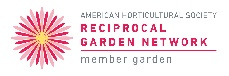 AMERICAN HORTICULTURAL SOCIETY
RECIPROCAL
GARDEN NETWORK
member garden